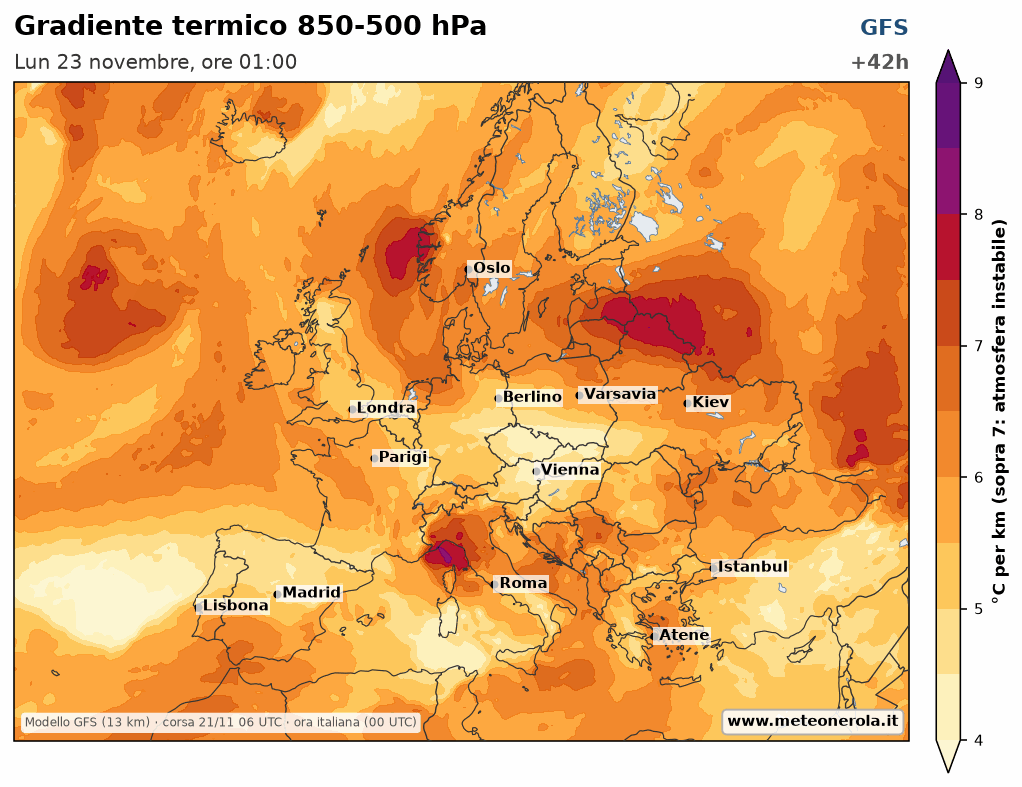 Gradiente termico 850-500 hPa
GFS
Lun 23 novembre, ore 01:00
+42h
Oslo
Berlino
Varsavia
Kiev
Londra
Parigi
Vienna
Istanbul
Roma
Madrid
Lisbona
Atene
Modello GFS (13 km) · corsa 21/11 06 UTC · ora italiana (00 UTC)
www.meteonerola.it
9
8
7
6
5
4
°C per km (sopra 7: atmosfera instabile)